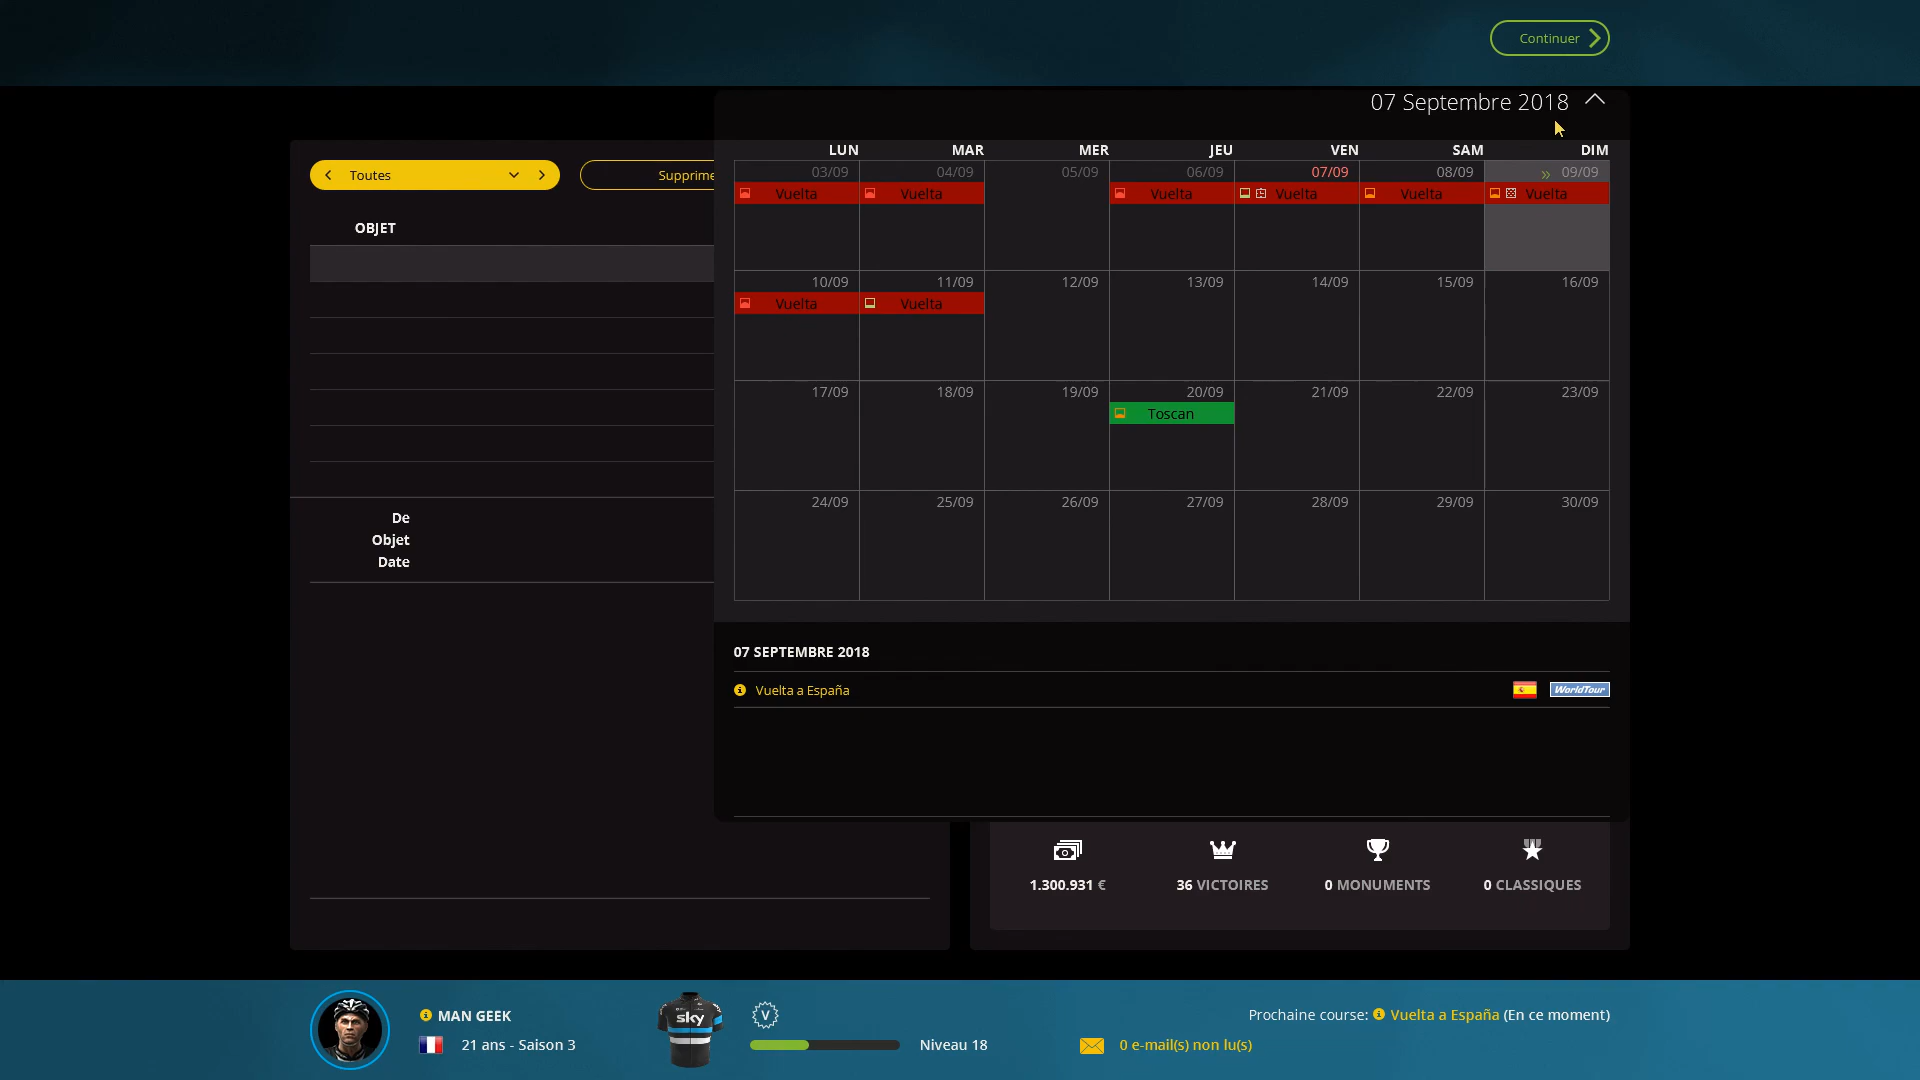 Continuer
07 Septembre 2018
Toutes
Supprime
LUN MAR MER JEU VEN SAM DIM
03/09 04/09 05/09 06/09 07/09 08/09 » 09/09
Vuelta Vuelta Vuelta Vuelta Vuelta Vuelta
OBJET
10/09 11/09 12/09 13/09 14/09 15/09 16/09
Vuelta Vuelta
17/09 18/09 19/09 20/09 21/09 22/09 23/09
Toscan
24/09 25/09 26/09 27/09 28/09 29/09 30/09
De
Objet
Date
07 SEPTEMBRE 2018
Vuelta a España WorldTour
1.300.931 € 36 VICTOIRES 0 MONUMENTS 0 CLASSIQUES
MAN GEEK
21 ans - Saison 3
sky
V
Niveau 18
Prochaine course: Vuelta a España (En ce moment)
0 e-mail(s) non lu(s)